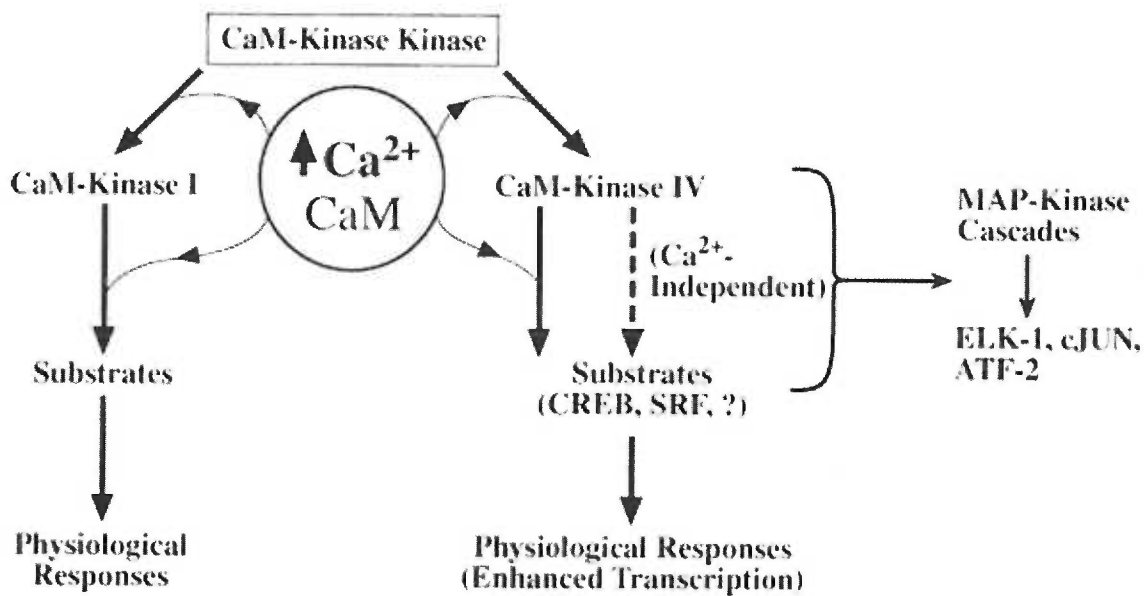 CaM-Kinase Kinase
↑Ca²⁺
CaM
CaM-Kinase I
CaM-Kinase IV
(Ca²⁺-
Independent)
MAP-Kinase
Cascades
ELK-1, cJUN,
ATF-2
Substrates
Substrates
(CREB, SRF, ?)
Physiological
Responses
Physiological Responses
(Enhanced Transcription)